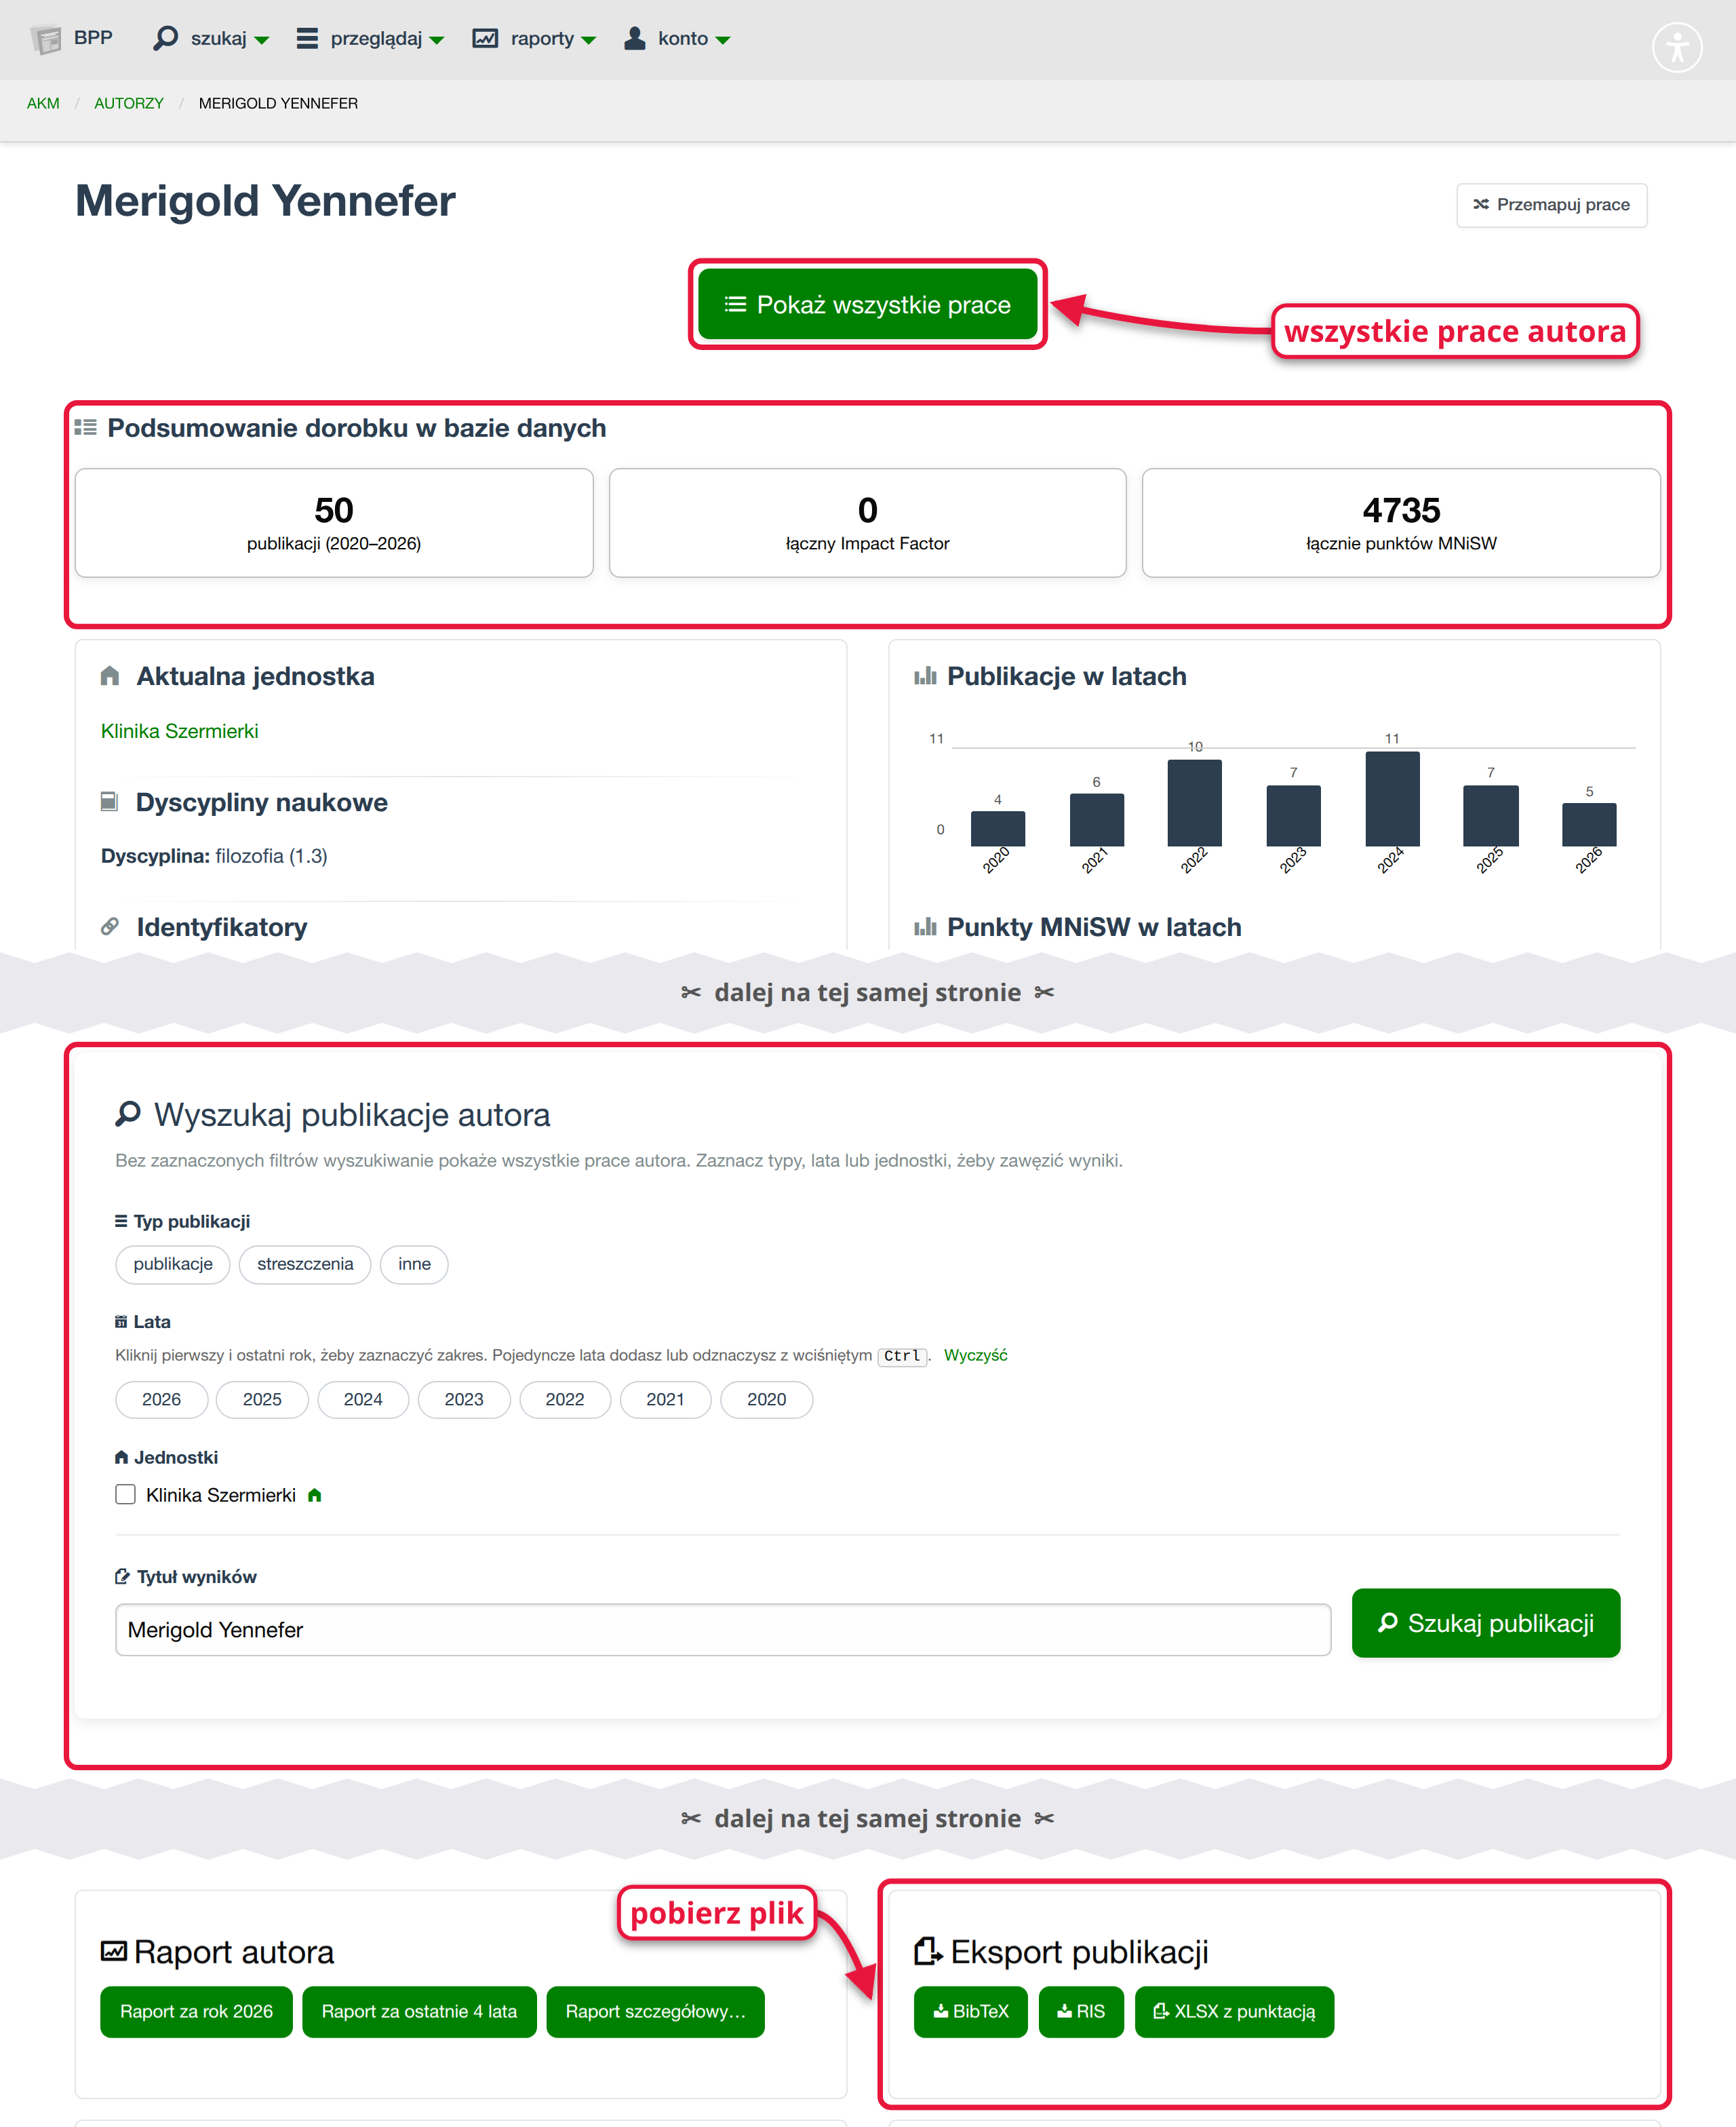 BPP szukaj przeglądaj raporty konto
AKM / AUTORZY / MERIGOLD YENNEFER
Merigold Yennefer
Przemapuj prace
Pokaż wszystkie prace
wszystkie prace autora
Podsumowanie dorobku w bazie danych
50
publikacji (2020–2026)
0
łączny Impact Factor
4735
łącznie punktów MNiSW
Aktualna jednostka
Klinika Szermierki
Dyscypliny naukowe
Dyscyplina: filozofia (1.3)
Identyfikatory
Publikacje w latach
11
0
4 6 10 7 11 7 5
2020 2021 2022 2023 2024 2025 2026
Punkty MNiSW w latach
✂ dalej na tej samej stronie ✂
Wyszukaj publikacje autora
Bez zaznaczonych filtrów wyszukiwanie pokaże wszystkie prace autora. Zaznacz typy, lata lub jednostki, żeby zawęzić wyniki.
Typ publikacji
publikacje streszczenia inne
Lata
Kliknij pierwszy i ostatni rok, żeby zaznaczyć zakres. Pojedyncze lata dodasz lub odznaczysz z wciśniętym Ctrl. Wyczyść
2026 2025 2024 2023 2022 2021 2020
Jednostki
Klinika Szermierki
Tytuł wyników
Merigold Yennefer
Szukaj publikacji
✂ dalej na tej samej stronie ✂
pobierz plik
Raport autora
Raport za rok 2026 Raport za ostatnie 4 lata Raport szczegółowy…
Eksport publikacji
BibTeX RIS XLSX z punktacją